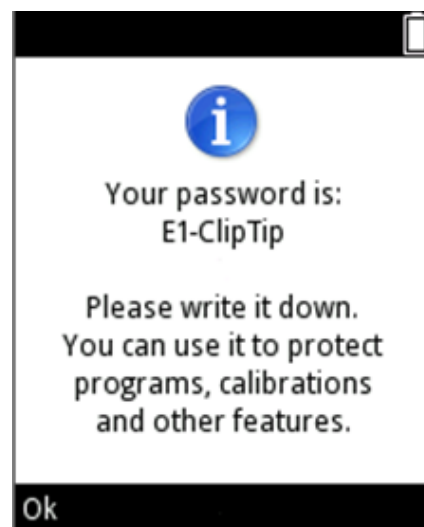 Your password is:
E1-ClipTip
Please write it down.
You can use it to protect
programs, calibrations
and other features.
Ok